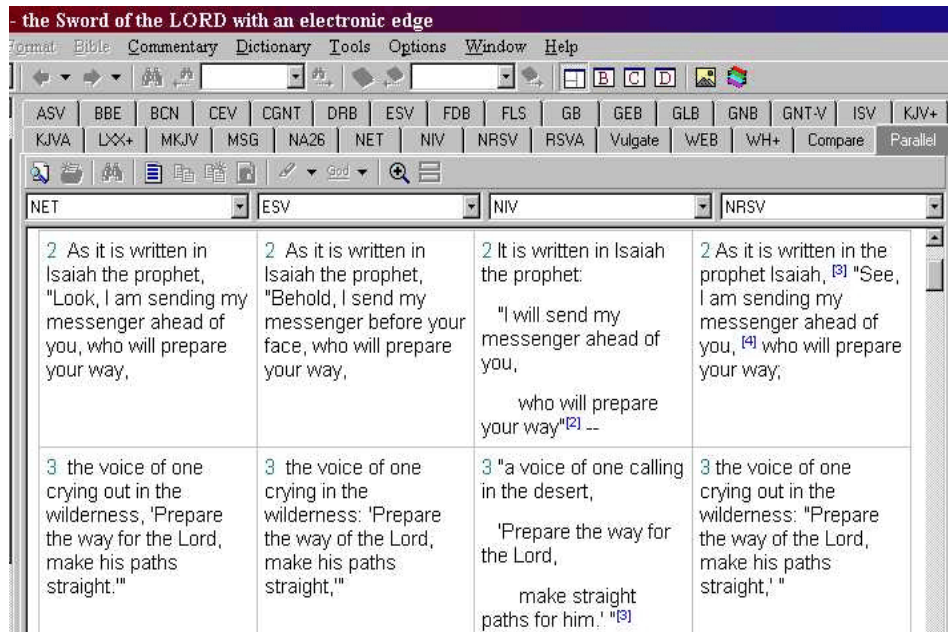 - the Sword of the LORD with an electronic edge
Format Bible Commentary Dictionary Tools Options Window Help
B C D
ASV BBE BCN CEV CGNT DRB ESV FDB FLS GB GEB GLB GNB GNT-V ISV KJV+
KJVA LXX+ MKJV MSG NA26 NET NIV NRSV RSVA Vulgate WEB WH+ Compare Parallel
God
NET ESV NIV NRSV
2 As it is written in
Isaiah the prophet,
"Look, I am sending my
messenger ahead of
you, who will prepare
your way,
2 As it is written in
Isaiah the prophet,
"Behold, I send my
messenger before your
face, who will prepare
your way,
2 It is written in Isaiah
the prophet:
"I will send my
messenger ahead of
you,
who will prepare
your way"[2] --
2 As it is written in the
prophet Isaiah, [3] "See,
I am sending my
messenger ahead of
you, [4] who will prepare
your way;
3 the voice of one
crying out in the
wilderness, 'Prepare
the way for the Lord,
make his paths
straight.'"
3 the voice of one
crying in the
wilderness: 'Prepare
the way of the Lord,
make his paths
straight,'"
3 "a voice of one calling
in the desert,
'Prepare the way for
the Lord,
make straight
paths for him.' "[3]
3 the voice of one
crying out in the
wilderness: "Prepare
the way of the Lord,
make his paths
straight,' "